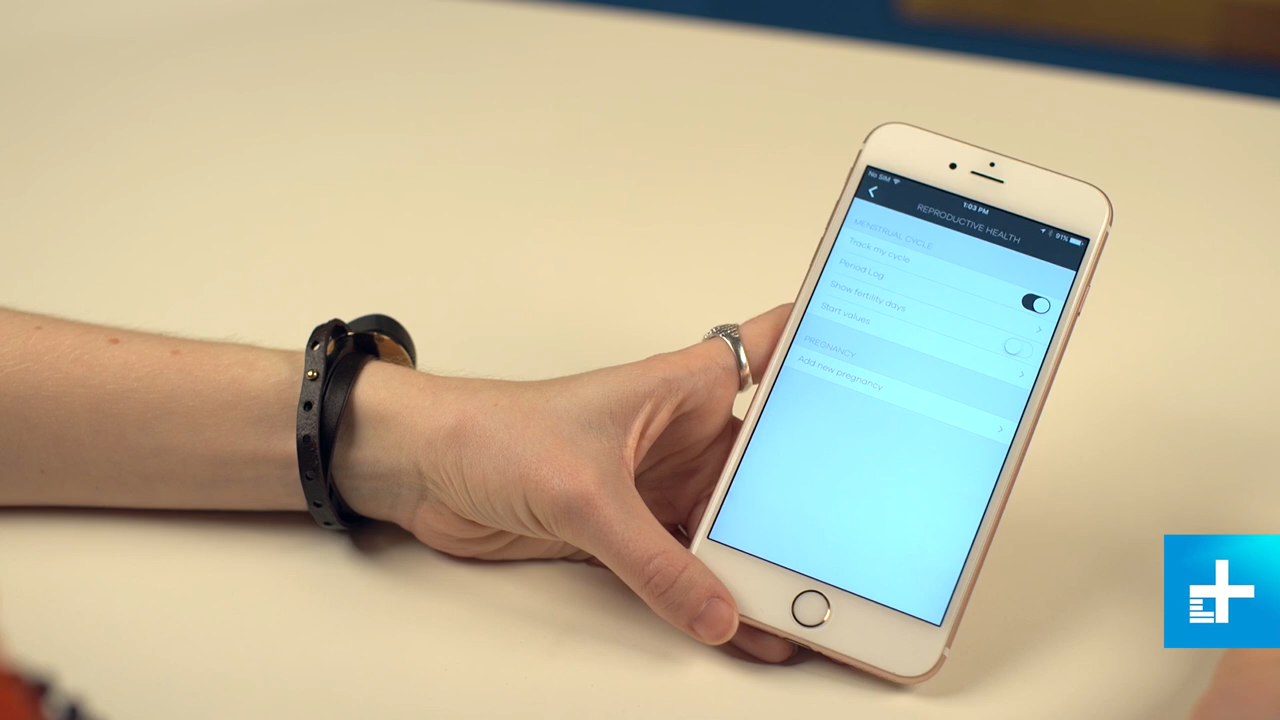 No SIM
1:03 PM
91%
REPRODUCTIVE HEALTH
MENSTRUAL CYCLE
Track my cycle
Period Log
Show fertility days
Start values
PREGNANCY
Add new pregnancy